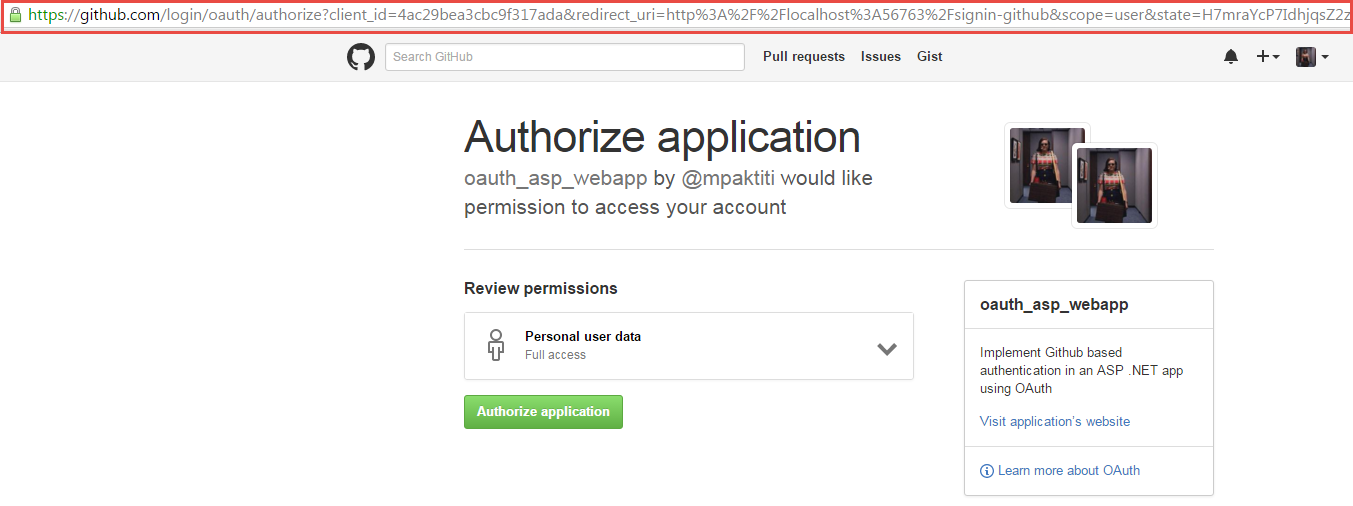 https://github.com/login/oauth/authorize?client_id=4ac29bea3cbc9f317ada&redirect_uri=http%3A%2F%2Flocalhost%3A56763%2Fsignin-github&scope=user&state=H7mraYcP7IdhjqsZ2z
Search GitHub
Pull requests
Issues
Gist
Authorize application
oauth_asp_webapp by @mpaktiti would like
permission to access your account
Review permissions
Personal user data
Full access
Authorize application
oauth_asp_webapp
Implement Github based
authentication in an ASP .NET app
using OAuth
Visit application's website
Learn more about OAuth